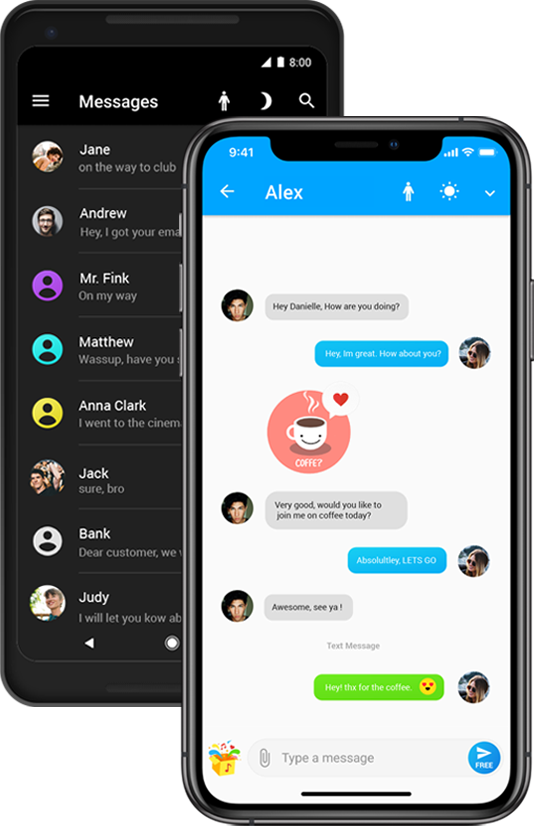 8:00
Messages
Jane
on the way to club
Andrew
Hey, I got your ema
Mr. Fink
On my way
Matthew
Wassup, have you s
Anna Clark
I went to the cinem
Jack
sure, bro
Bank
Dear customer, we w
Judy
I will let you kow ab
9:41
Alex
Hey Danielle, How are you doing?
Hey, Im great. How about you?
COFFE?
Very good, would you like to
join me on coffee today?
Absolultley, LETS GO
Awesome, see ya !
Text Message
Hey! thx for the coffee.
Type a message
FREE